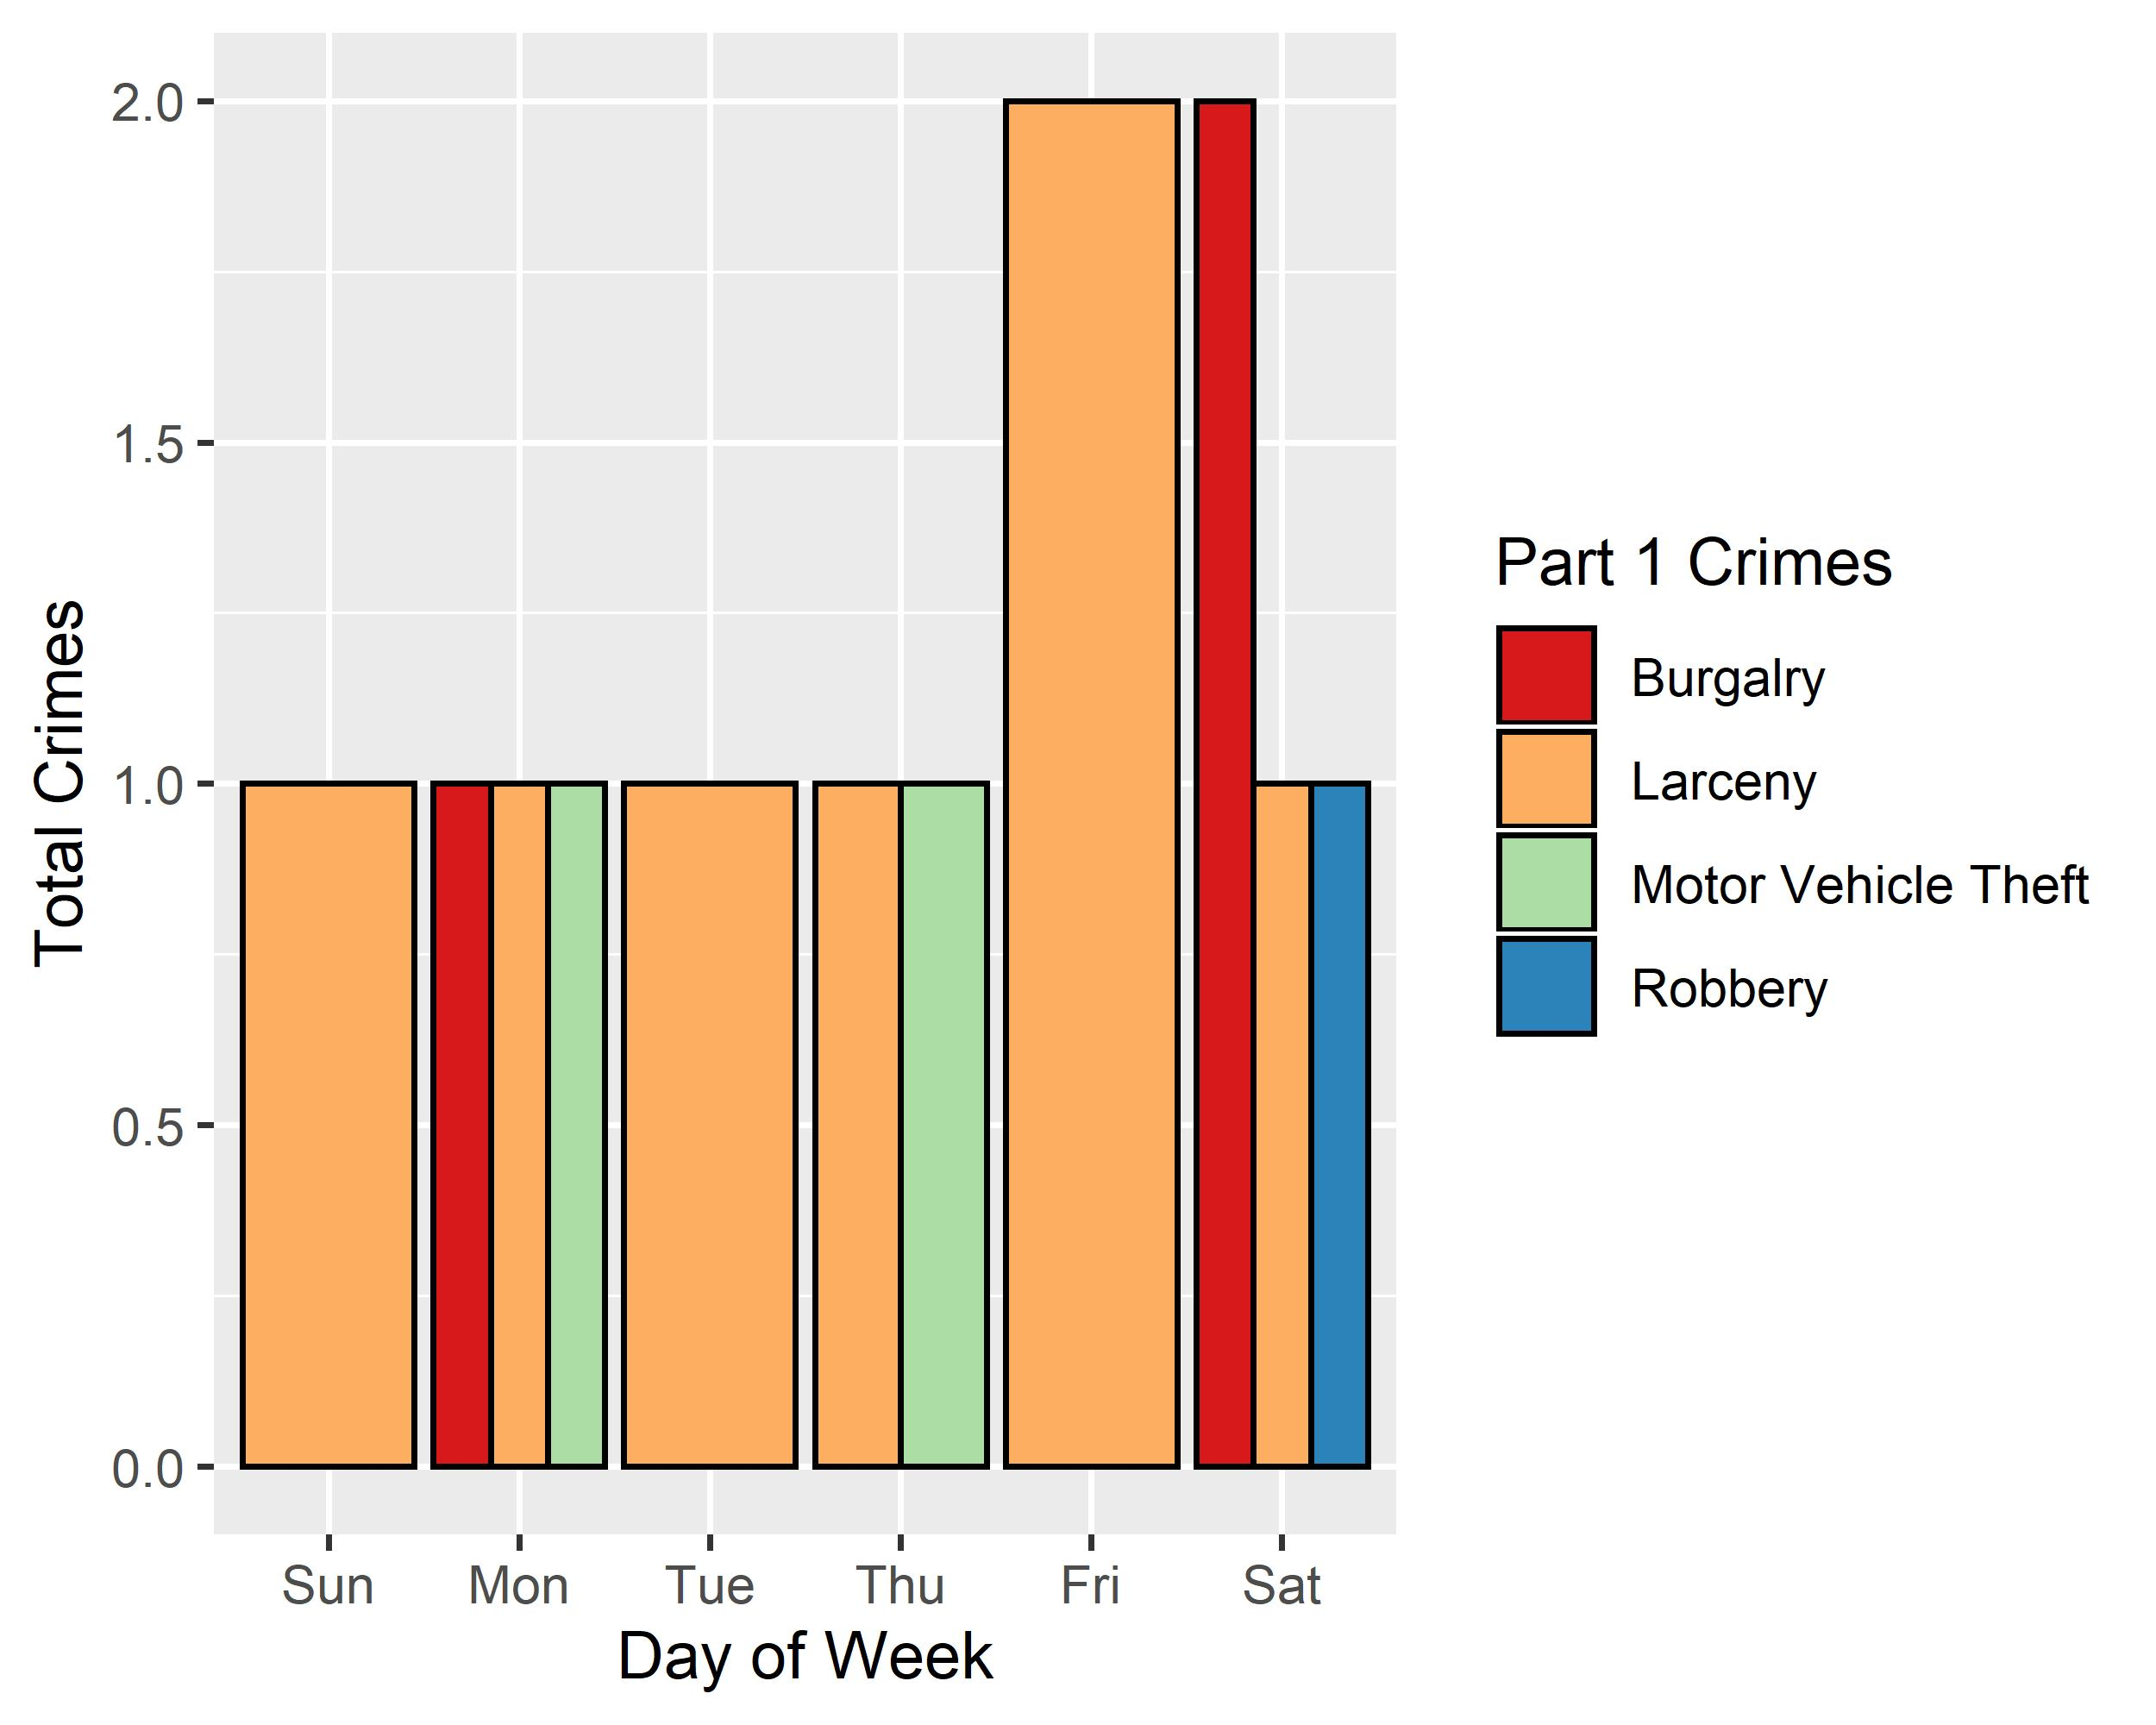 Total Crimes
2.0
1.5
1.0
0.5
0.0
Sun Mon Tue Thu Fri Sat
Day of Week
Part 1 Crimes
Burgalry
Larceny
Motor Vehicle Theft
Robbery